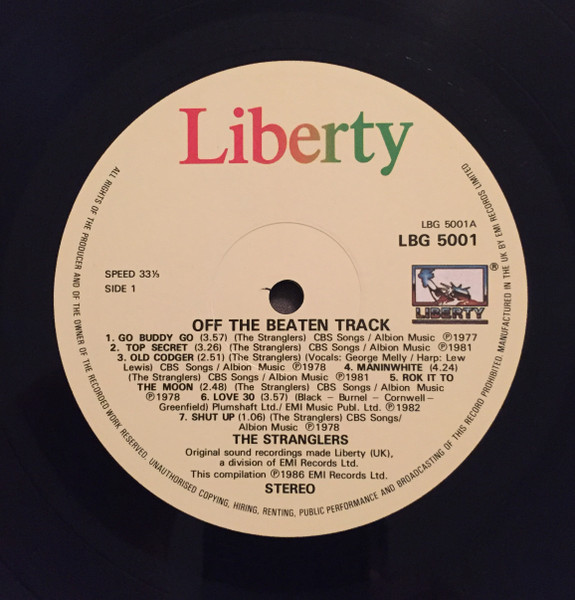 Liberty
LBG 5001A
LBG 5001
SPEED 33⅓
SIDE 1
®
LIBERTY
OFF THE BEATEN TRACK
1. GO BUDDY GO (3.57) (The Stranglers) CBS Songs / Albion Music ℗1977
2. TOP SECRET (3.26) (The Stranglers) CBS Songs / Albion Music ℗1981
3. OLD CODGER (2.51) (The Stranglers) (Vocals: George Melly / Harp: Lew
Lewis) CBS Songs / Albion Music ℗1978 4. MANINWHITE (4.24)
(The Stranglers) CBS Songs / Albion Music ℗1981 5. ROK IT TO
THE MOON (2.48) (The Stranglers) CBS Songs / Albion Music
℗1978 6. LOVE 30 (3.57) (Black - Burnel - Cornwell -
Greenfield) Plumshaft Ltd./ EMI Music Publ. Ltd. ℗1982
7. SHUT UP (1.06) (The Stranglers) CBS Songs/
Albion Music ℗1978
THE STRANGLERS
Original sound recordings made Liberty (UK),
a division of EMI Records Ltd.
This compilation ℗1986 EMI Records Ltd.
STEREO
ALL RIGHTS OF THE PRODUCER AND OF THE OWNER OF THE RECORDED WORK RESERVED. UNAUTHORISED COPYING, HIRING, RENTING, PUBLIC PERFORMANCE AND BROADCASTING OF THIS RECORD PROHIBITED. MANUFACTURED IN THE UK BY EMI RECORDS LIMITED